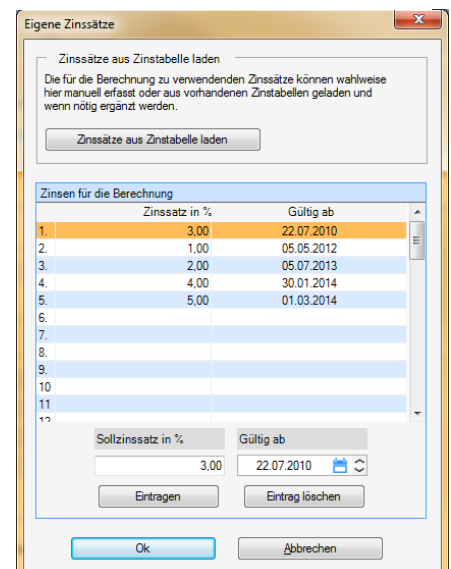 Eigene Zinssätze
Zinssätze aus Zinstabelle laden
Die für die Berechnung zu verwendenden Zinssätze können wahlweise
hier manuell erfasst oder aus vorhandenen Zinstabellen geladen und
wenn nötig ergänzt werden.
Zinssätze aus Zinstabelle laden
Zinsen für die Berechnung
Zinssatz in % Gültig ab
1. 3,00 22.07.2010
2. 1,00 05.05.2012
3. 2,00 05.07.2013
4. 4,00 30.01.2014
5. 5,00 01.03.2014
6.
7.
8.
9.
10
11
12
Sollzinssatz in % Gültig ab
3,00 22.07.2010
Eintragen Eintrag löschen
Ok Abbrechen